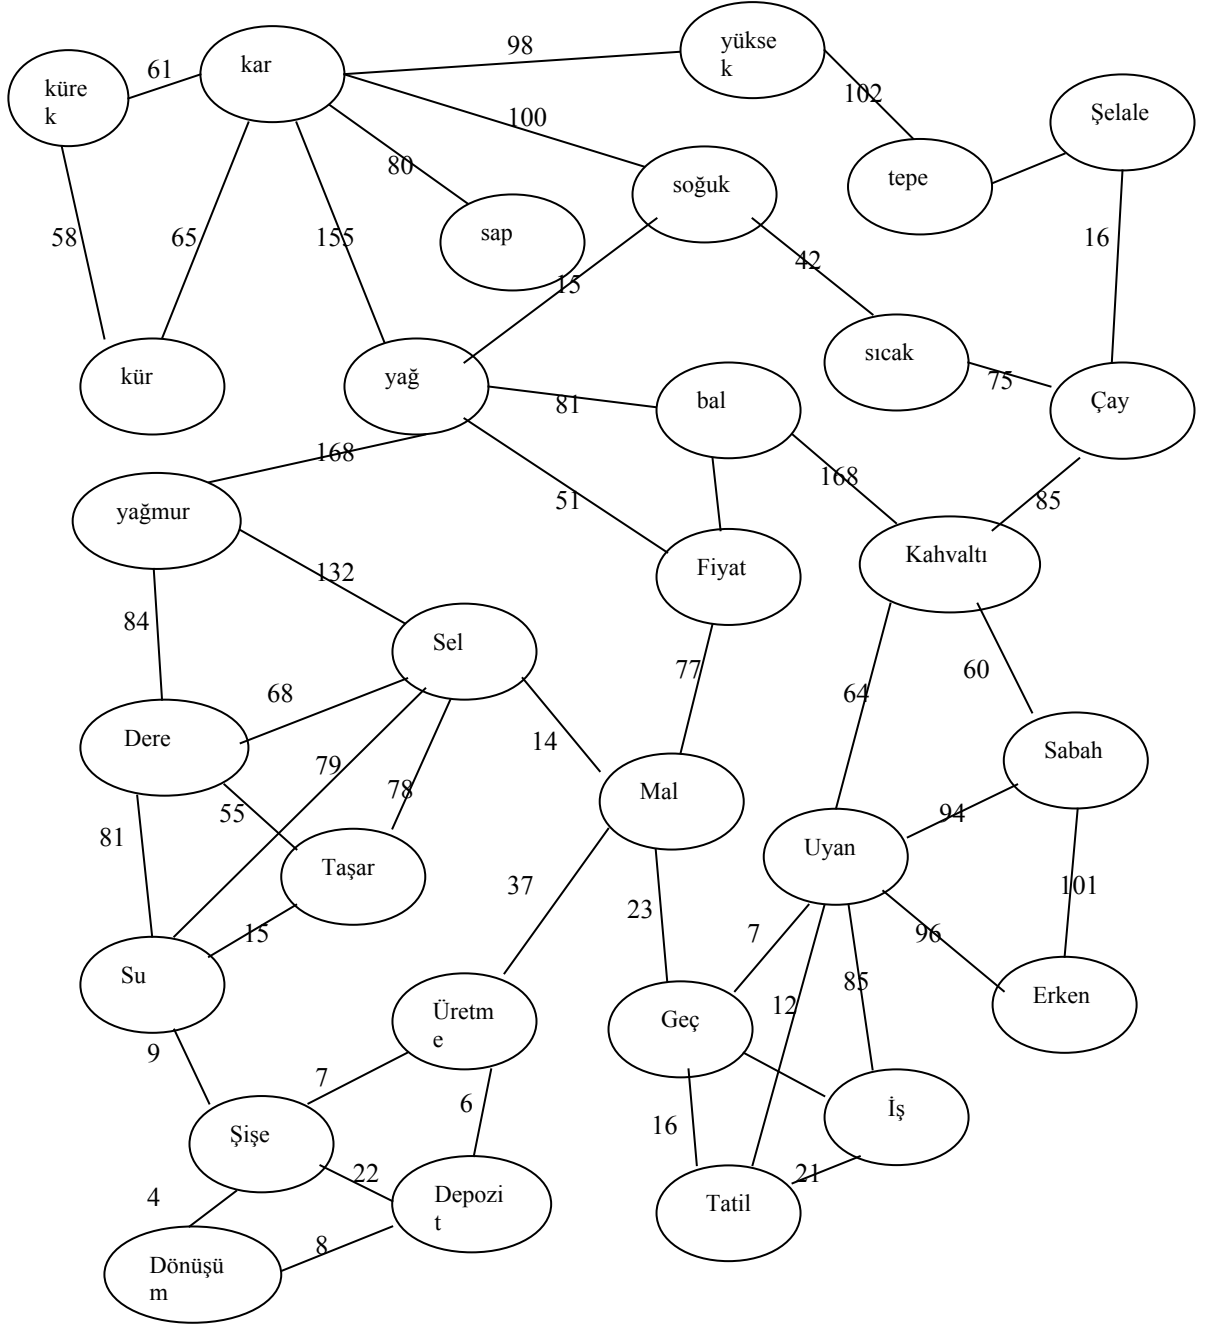 98
yükse
k
61
kar
küre
k
102
Şelale
100
80
soğuk
tepe
58
65
155
sap
16
42
15
kür
yağ
sıcak
75
81
bal
Çay
168
168
51
85
yağmur
Kahvaltı
Fiyat
132
84
Sel
77
60
68
64
Dere
14
Sabah
79
78
Mal
55
94
81
Uyan
Taşar
37
101
23
7
96
15
Su
85
12
Erken
Üretm
e
Geç
9
7
6
16
İş
Şişe
22
21
4
Depozi
t
Tatil
8
Dönüşü
m